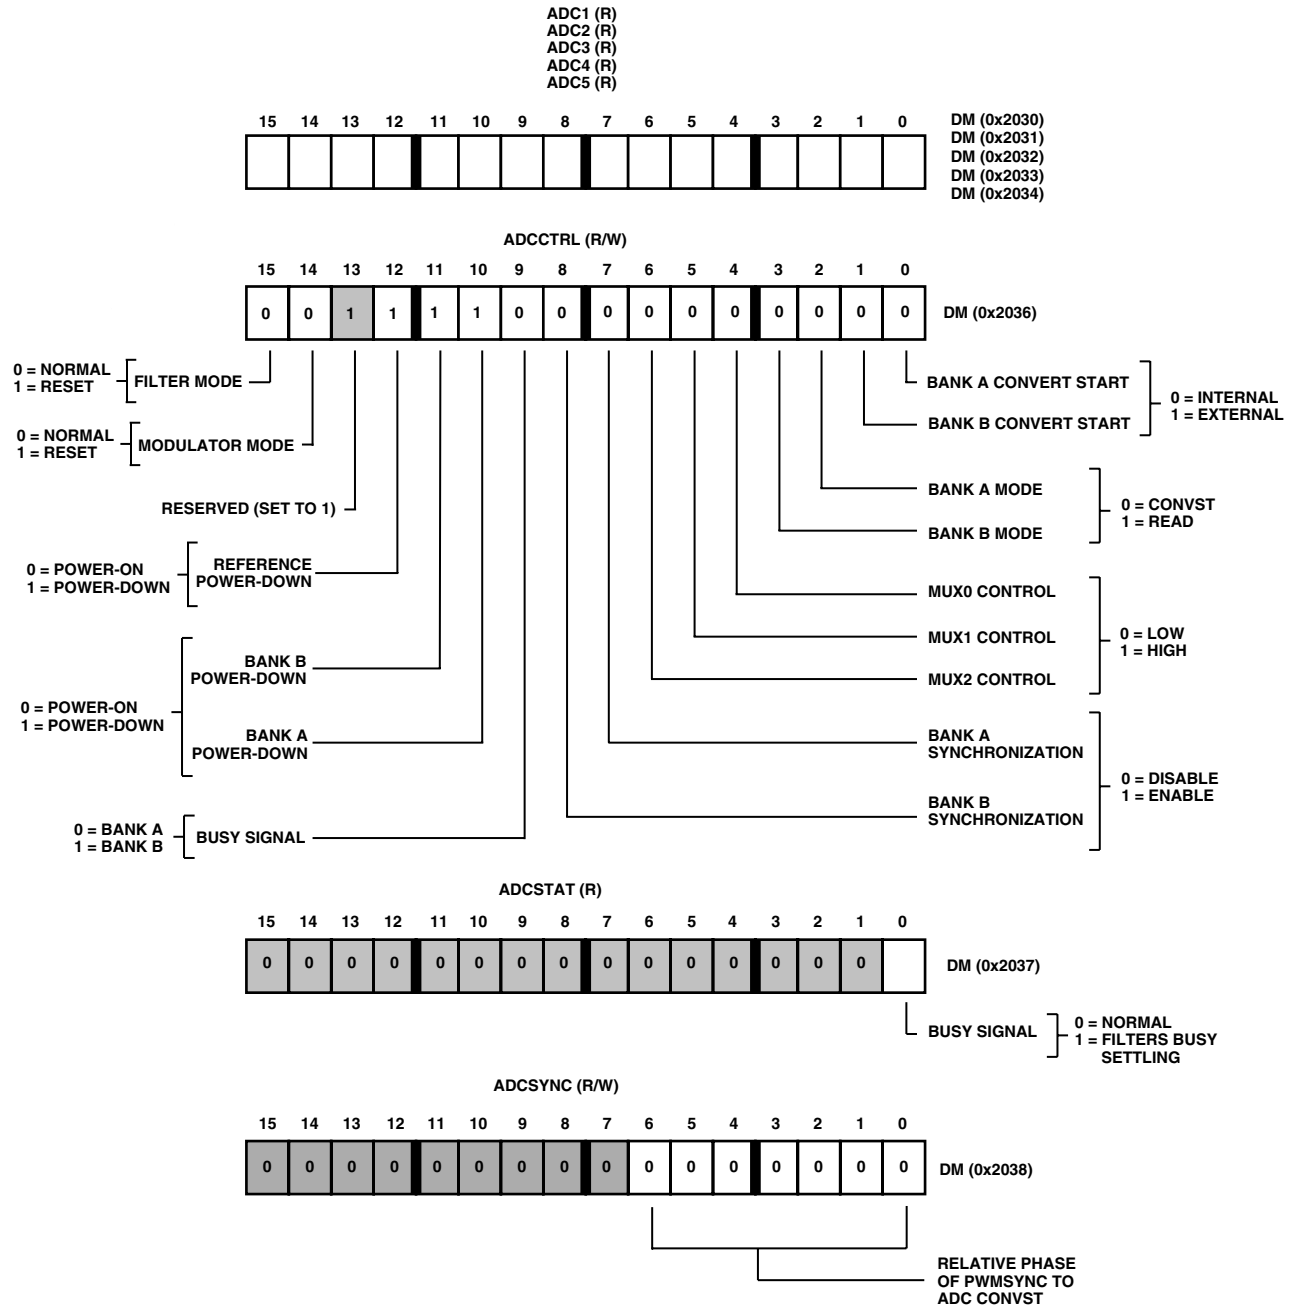 ADC1 (R)
ADC2 (R)
ADC3 (R)
ADC4 (R)
ADC5 (R)
15 14 13 12 11 10 9 8 7 6 5 4 3 2 1 0
DM (0x2030)
DM (0x2031)
DM (0x2032)
DM (0x2033)
DM (0x2034)
ADCCTRL (R/W)
15 14 13 12 11 10 9 8 7 6 5 4 3 2 1 0
0 0 1 1 1 1 0 0 0 0 0 0 0 0 0 0
DM (0x2036)
0 = NORMAL
1 = RESET
FILTER MODE
0 = NORMAL
1 = RESET
MODULATOR MODE
RESERVED (SET TO 1)
0 = POWER-ON
1 = POWER-DOWN
REFERENCE
POWER-DOWN
0 = POWER-ON
1 = POWER-DOWN
BANK B
POWER-DOWN
BANK A
POWER-DOWN
0 = BANK A
1 = BANK B
BUSY SIGNAL
BANK A CONVERT START
BANK B CONVERT START
0 = INTERNAL
1 = EXTERNAL
BANK A MODE
BANK B MODE
0 = CONVST
1 = READ
MUX0 CONTROL
MUX1 CONTROL
MUX2 CONTROL
0 = LOW
1 = HIGH
BANK A
SYNCHRONIZATION
BANK B
SYNCHRONIZATION
0 = DISABLE
1 = ENABLE
ADCSTAT (R)
15 14 13 12 11 10 9 8 7 6 5 4 3 2 1 0
0 0 0 0 0 0 0 0 0 0 0 0 0 0 0
DM (0x2037)
BUSY SIGNAL
0 = NORMAL
1 = FILTERS BUSY
SETTLING
ADCSYNC (R/W)
15 14 13 12 11 10 9 8 7 6 5 4 3 2 1 0
0 0 0 0 0 0 0 0 0 0 0 0 0 0 0 0
DM (0x2038)
RELATIVE PHASE
OF PWMSYNC TO
ADC CONVST